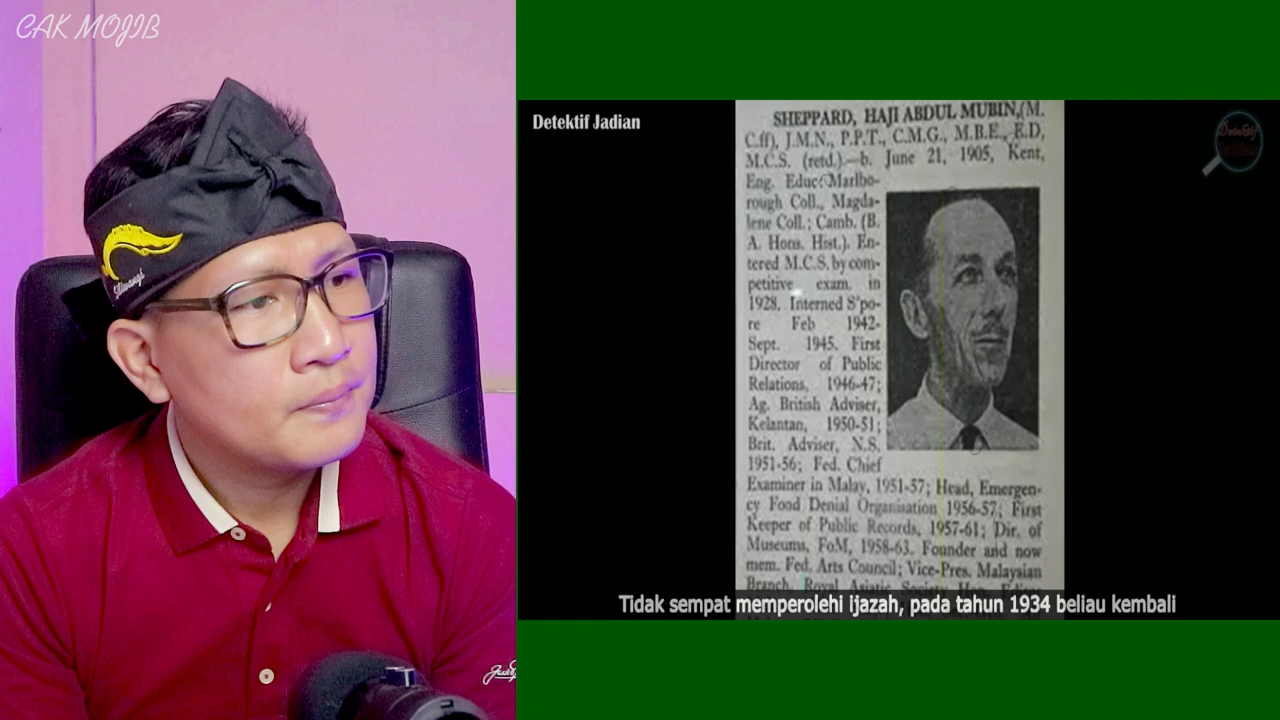 CAK MOJIB
Siliwangi
Detektif Jadian
SHEPPARD, HAJI ABDUL MUBIN,(M.
C.ff), J.M.N., P.P.T., C.M.G., M.B.E., E.D,
M.C.S. (retd.).—b. June 21, 1905, Kent,
Eng. Educ: Marlbo-
rough Coll., Magda-
lene Coll.; Camb. (B.
A. Hons. Hist.). En-
tered M.C.S. by com-
petitive exam. in
1928. Interned S'po-
re Feb 1942-
Sept. 1945. First
Director of Public
Relations, 1946-47;
Ag. British Adviser,
Kelantan, 1950-51;
Brit. Adviser, N.S.
1951-56; Fed. Chief
Examiner in Malay, 1951-57; Head, Emergen-
cy Food Denial Organisation 1956-57; First
Keeper of Public Records, 1957-61; Dir. of
Museums, FoM, 1958-63. Founder and now
mem. Fed. Arts Council; Vice-Pres. Malaysian
Branch, Royal Asiatic Society
Tidak sempat memperolehi ijazah, pada tahun 1934 beliau kembali